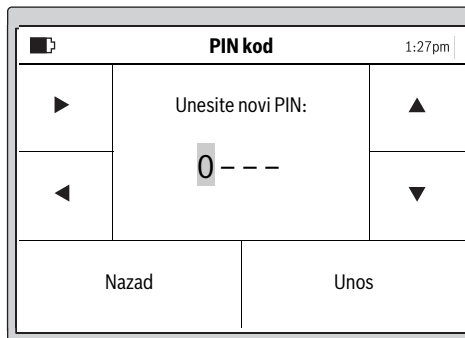 PIN kod 1:27pm
Unesite novi PIN:
0 – – –
Nazad Unos